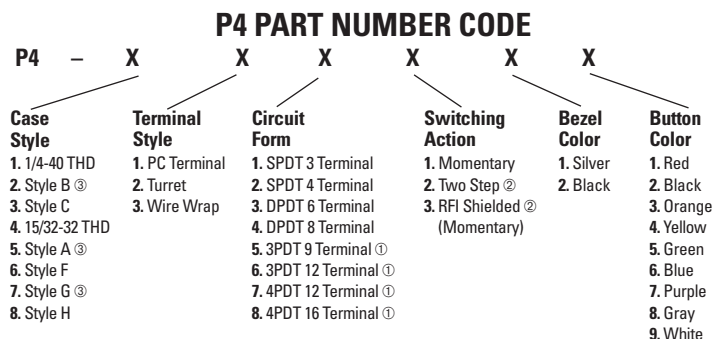 P4 PART NUMBER CODE
P4 – X X X X X X
Case Style
1. 1/4-40 THD
2. Style B ③
3. Style C
4. 15/32-32 THD
5. Style A ③
6. Style F
7. Style G ③
8. Style H
Terminal Style
1. PC Terminal
2. Turret
3. Wire Wrap
Circuit Form
1. SPDT 3 Terminal
2. SPDT 4 Terminal
3. DPDT 6 Terminal
4. DPDT 8 Terminal
5. 3PDT 9 Terminal ①
6. 3PDT 12 Terminal ①
7. 4PDT 12 Terminal ①
8. 4PDT 16 Terminal ①
Switching Action
1. Momentary
2. Two Step ②
3. RFI Shielded ②
(Momentary)
Bezel Color
1. Silver
2. Black
Button Color
1. Red
2. Black
3. Orange
4. Yellow
5. Green
6. Blue
7. Purple
8. Gray
9. White